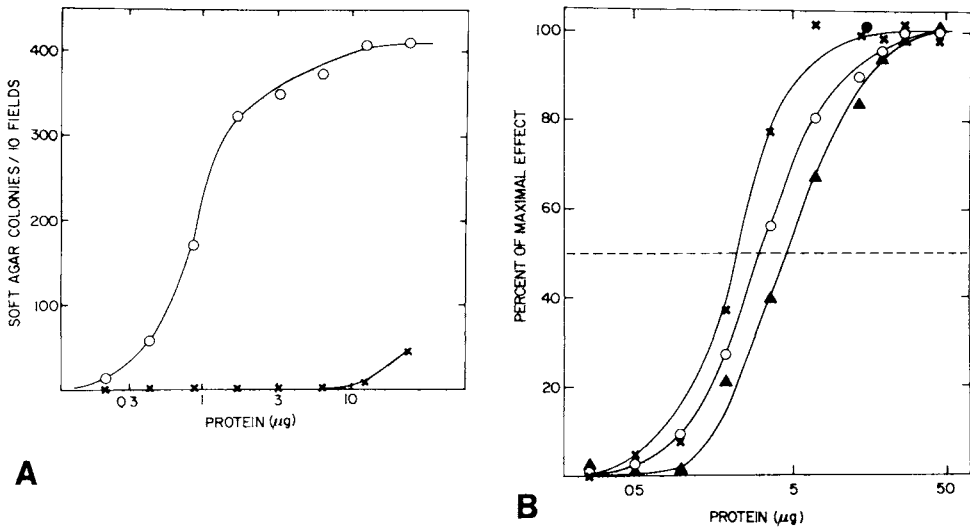 400
300
200
100
SOFT AGAR COLONIES / 10 FIELDS
0.3 1 3 10
PROTEIN (μg)
A
100
80
60
40
20
PERCENT OF MAXIMAL EFFECT
05 5 50
PROTEIN (μg)
B